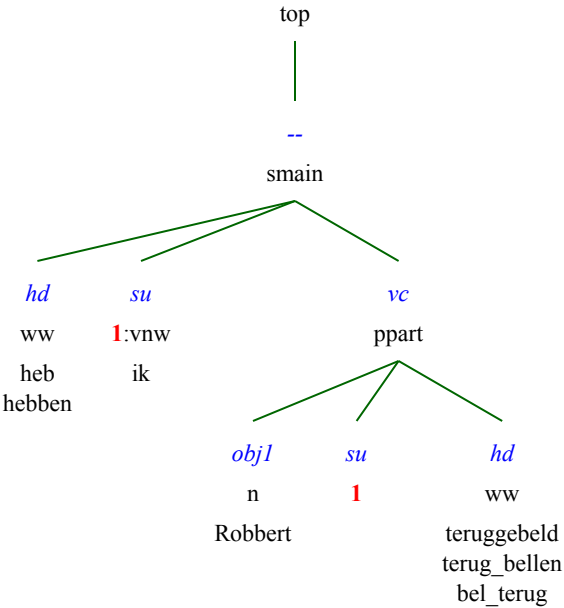 top
--
smain
hd su vc
ww 1:vnw ppart
heb ik
hebben
obj1 su hd
n 1 ww
Robbert teruggebeld
terug_bellen
bel_terug